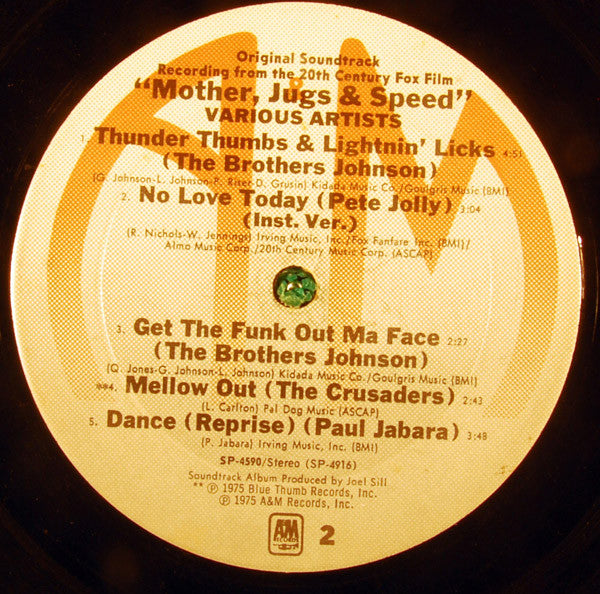 Original Soundtrack
Recording from the 20th Century Fox Film
"Mother, Jugs & Speed"
VARIOUS ARTISTS
1. Thunder Thumbs & Lightnin' Licks 4:51
(The Brothers Johnson)
(G. Johnson-L. Johnson-P. Riser-D. Grusin) Kidada Music Co./Goulgris Music (BMI)
2. No Love Today (Pete Jolly) 3:04
(Inst. Ver.)
(R. Nichols-W. Jennings) Irving Music, Inc./Fox Fanfare Inc. (BMI)/
Almo Music Corp./20th Century Music Corp. (ASCAP)
3. Get The Funk Out Ma Face 2:27
(The Brothers Johnson)
(Q. Jones-G. Johnson-L. Johnson) Kidada Music Co./Goulgris Music (BMI)
**4. Mellow Out (The Crusaders) 2:43
(L. Carlton) Pal Dog Music (ASCAP)
5. Dance (Reprise) (Paul Jabara) 3:48
(P. Jabara) Irving Music, Inc. (BMI)
SP-4590/Stereo (SP-4916)
Soundtrack Album Produced by Joel Sill
** ℗ 1975 Blue Thumb Records, Inc.
℗ 1975 A&M Records, Inc.
A&M
RECORDS
2